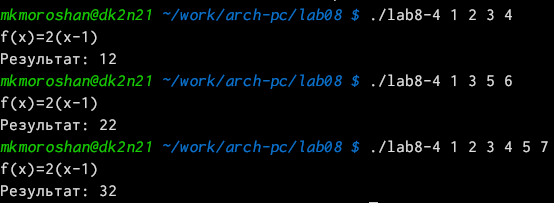 mkmoroshan@dk2n21 ~/work/arch-pc/lab08 $ ./lab8-4 1 2 3 4
f(x)=2(x-1)
Результат: 12
mkmoroshan@dk2n21 ~/work/arch-pc/lab08 $ ./lab8-4 1 3 5 6
f(x)=2(x-1)
Результат: 22
mkmoroshan@dk2n21 ~/work/arch-pc/lab08 $ ./lab8-4 1 2 3 4 5 7
f(x)=2(x-1)
Результат: 32